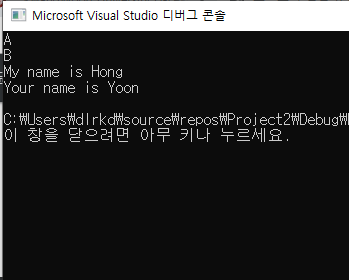 Microsoft Visual Studio 디버그 콘솔
A
B
My name is Hong
Your name is Yoon
C:₩Users₩dlrkd₩source₩repos₩Project2₩Debug₩
이 창을 닫으려면 아무 키나 누르세요.